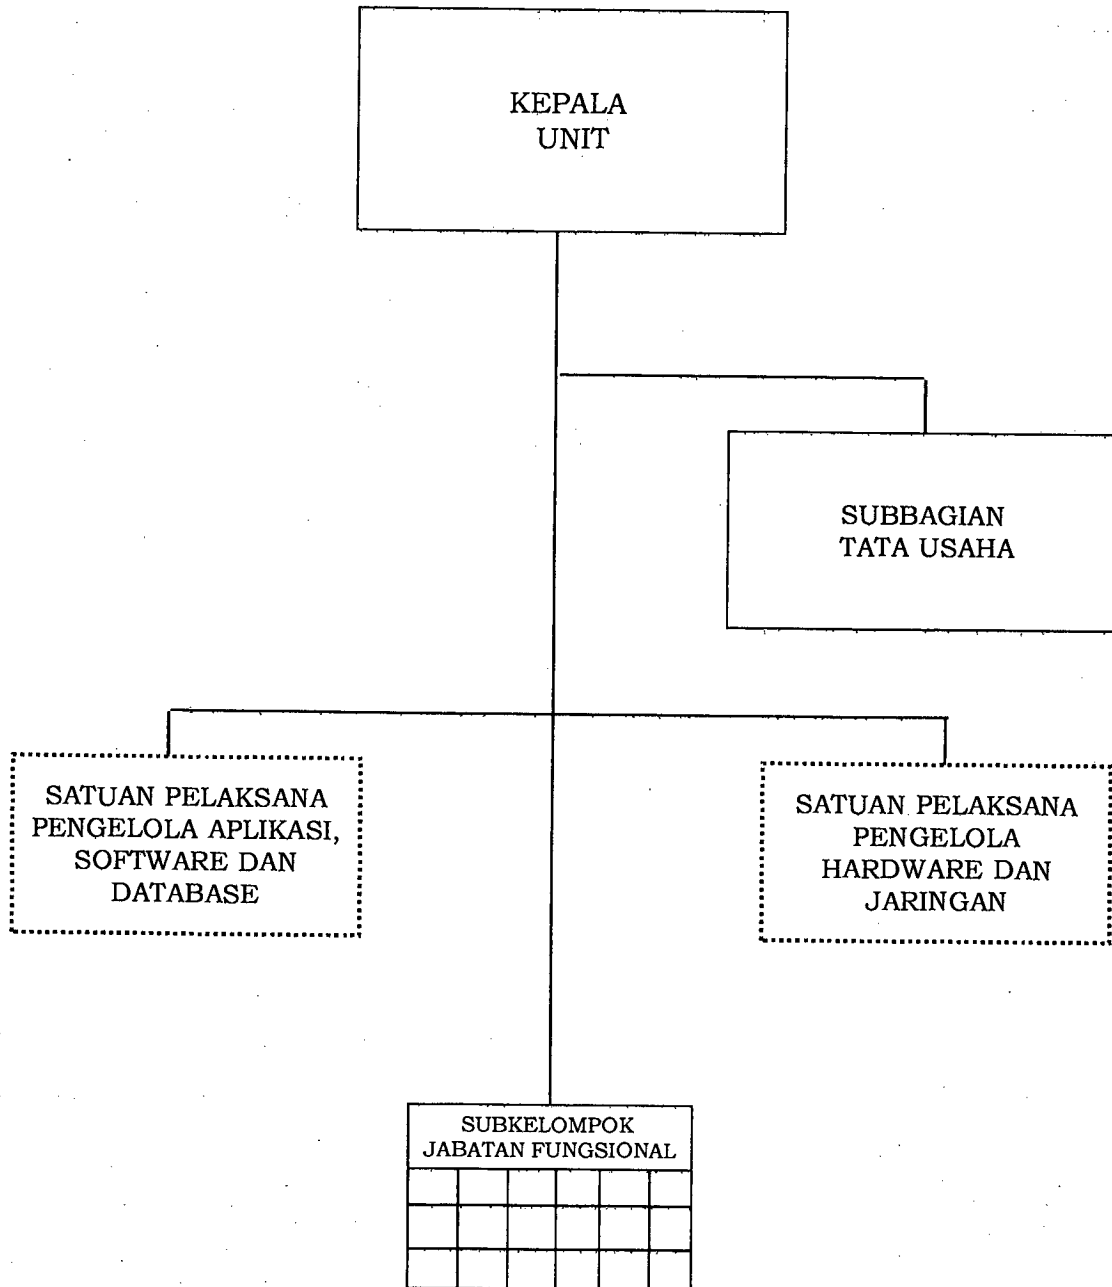 KEPALA
UNIT
SUBBAGIAN
TATA USAHA
SATUAN PELAKSANA
PENGELOLA APLIKASI,
SOFTWARE DAN
DATABASE
SATUAN PELAKSANA
PENGELOLA
HARDWARE DAN
JARINGAN
SUBKELOMPOK
JABATAN FUNGSIONAL